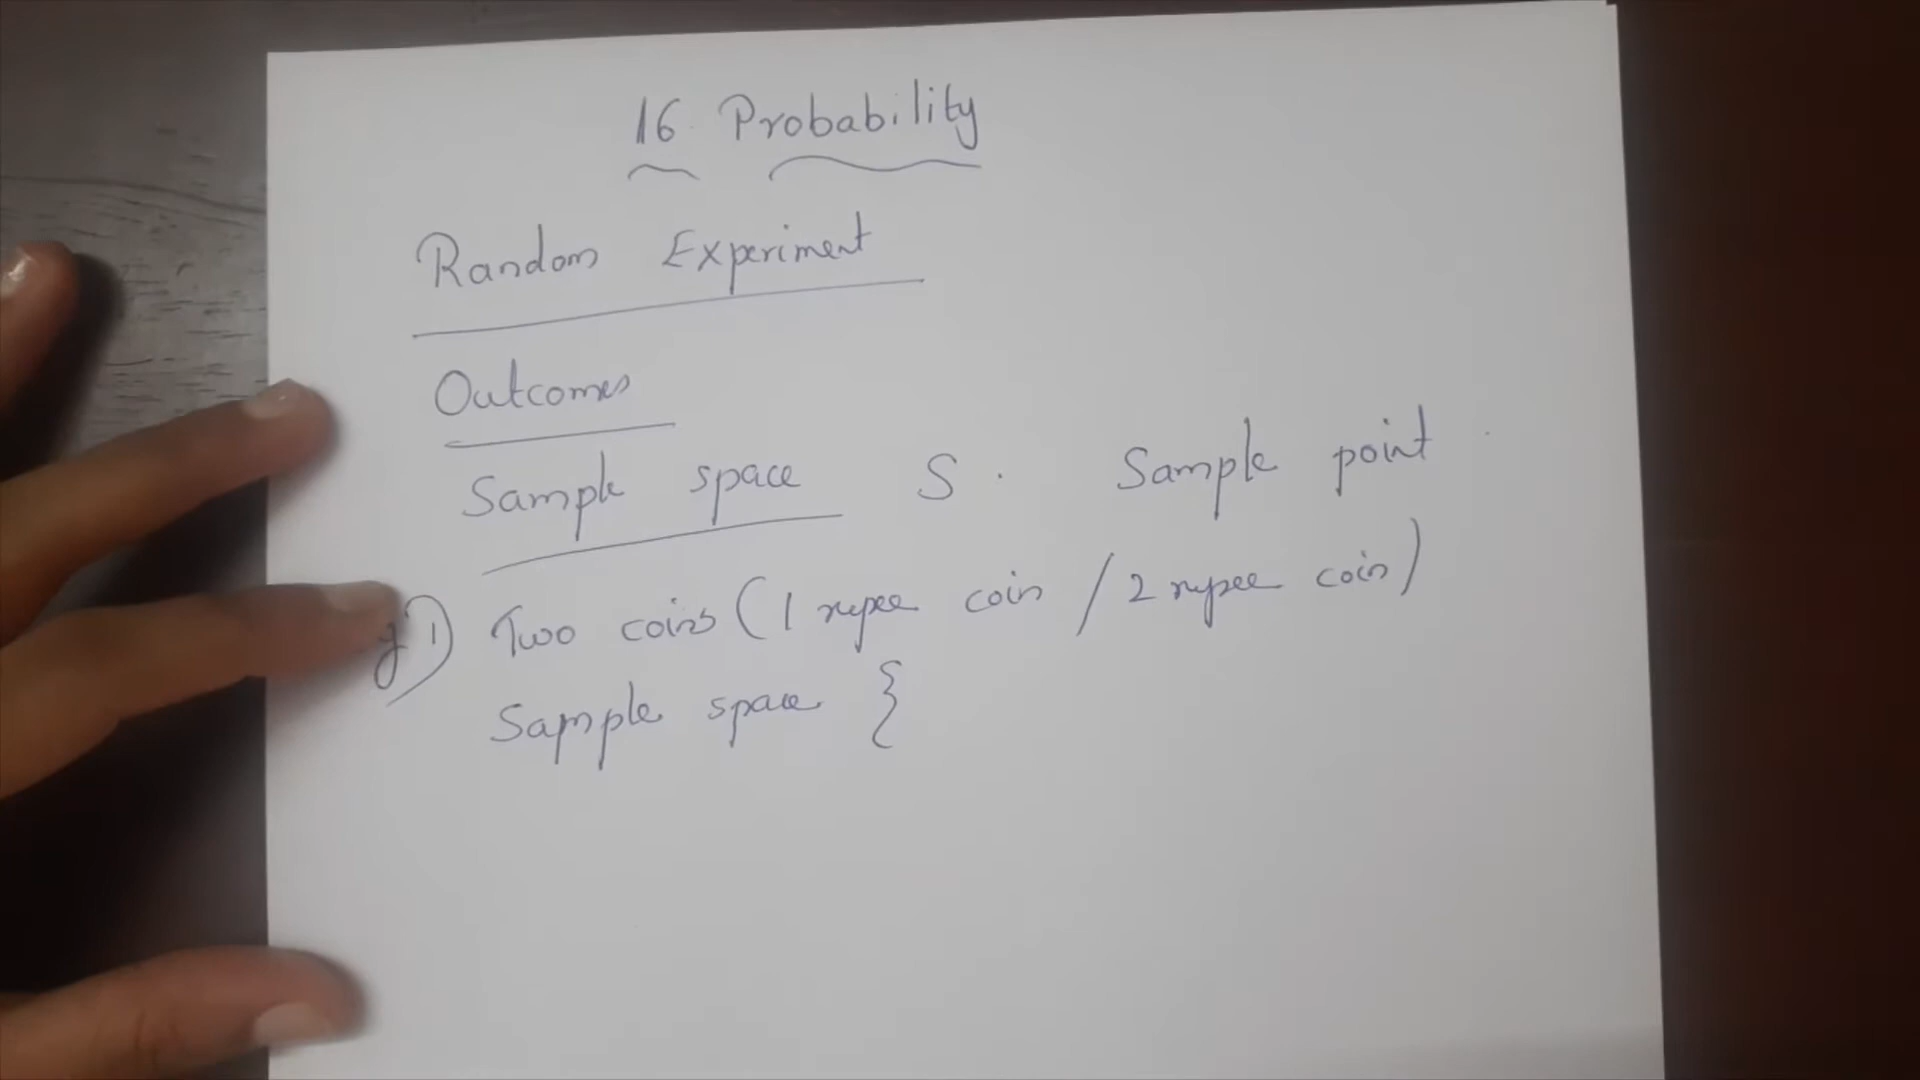 16 Probability
Random Experiment
Outcomes
Sample space S. Sample point.
g 1) Two coins (1 rupee coin / 2 rupee coin)
Sample space {